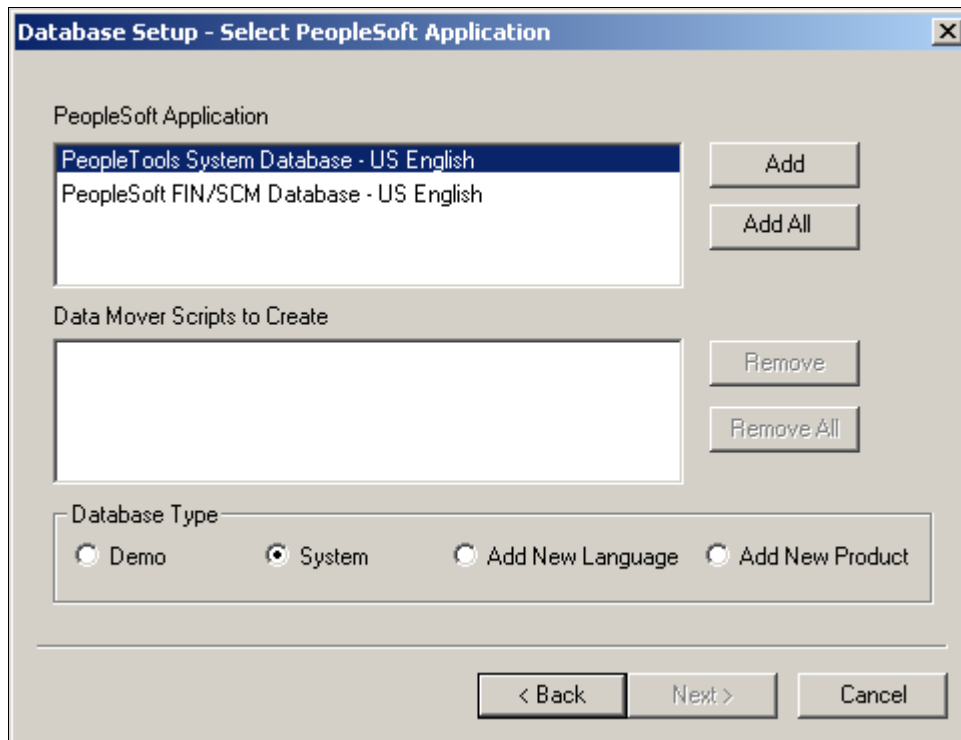 Database Setup - Select PeopleSoft Application
PeopleSoft Application
PeopleTools System Database - US English
PeopleSoft FIN/SCM Database - US English
Add
Add All
Data Mover Scripts to Create
Remove
Remove All
Database Type
Demo System Add New Language Add New Product
< Back Next > Cancel